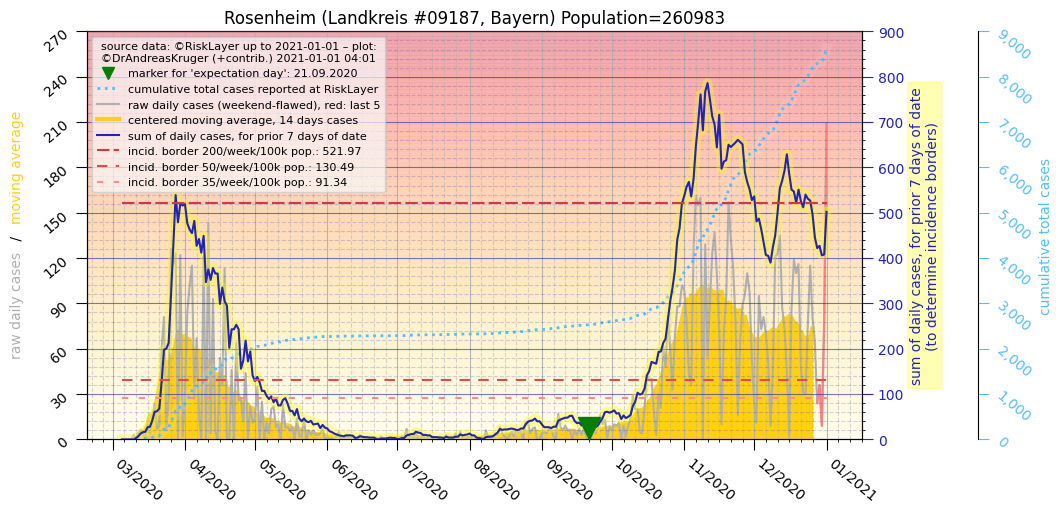 Rosenheim (Landkreis #09187, Bayern) Population=260983
source data: ©RiskLayer up to 2021-01-01 – plot:
©DrAndreasKruger (+contrib.) 2021-01-01 04:01
marker for 'expectation day': 21.09.2020
cumulative total cases reported at RiskLayer
raw daily cases (weekend-flawed), red: last 5
centered moving average, 14 days cases
sum of daily cases, for prior 7 days of date
incid. border 200/week/100k pop.: 521.97
incid. border 50/week/100k pop.: 130.49
incid. border 35/week/100k pop.: 91.34
raw daily cases / moving average
270
240
210
180
150
120
90
60
30
0
03/2020
04/2020
05/2020
06/2020
07/2020
08/2020
09/2020
10/2020
11/2020
12/2020
01/2021
900
800
700
600
500
400
300
200
100
0
sum of daily cases, for prior 7 days of date
(to determine incidence borders)
9,000
8,000
7,000
6,000
5,000
4,000
3,000
2,000
1,000
0
cumulative total cases